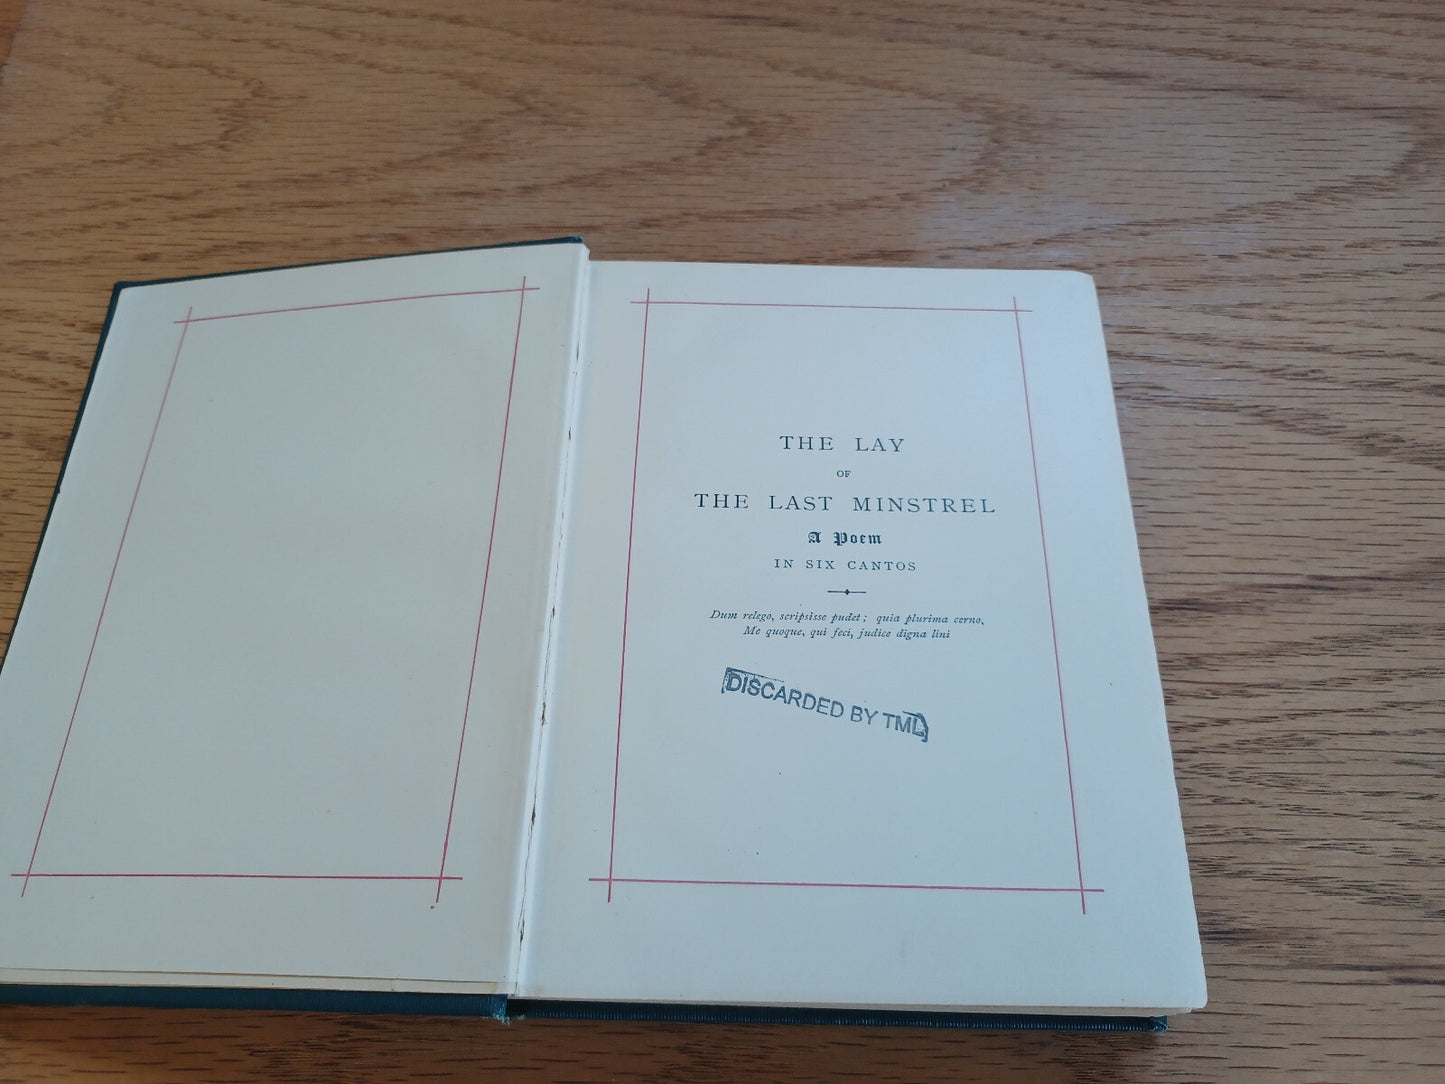 THE LAY
OF
THE LAST MINSTREL
A Poem
IN SIX CANTOS
Dum relego, scripsisse pudet; quia plurima cerno,
Me quoque, qui feci, judice digna lini
DISCARDED BY TML